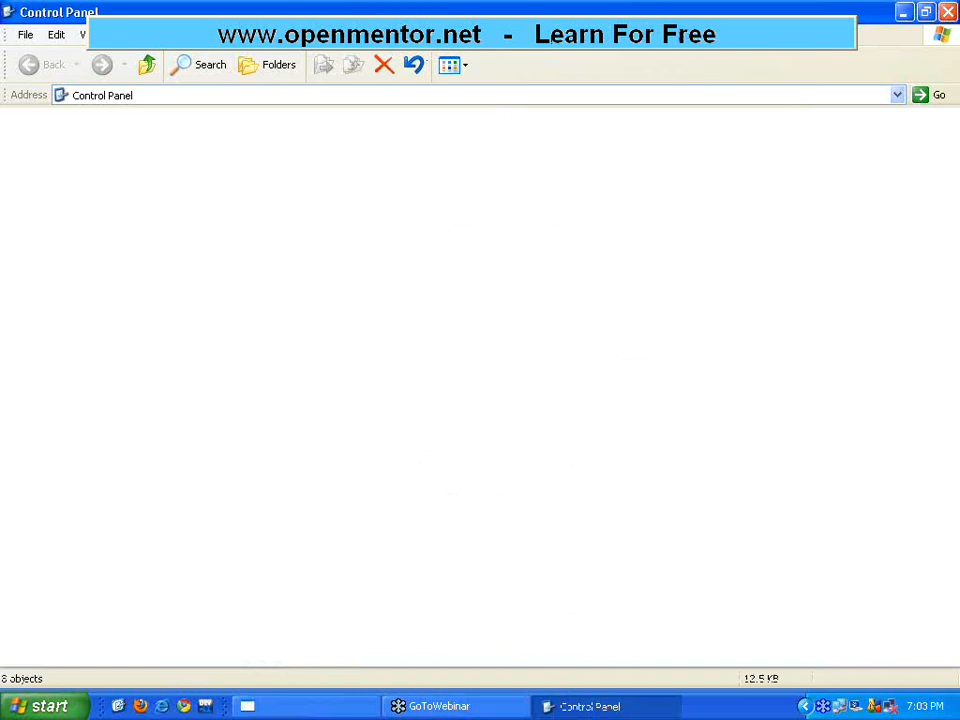 Control Panel
www.openmentor.net - Learn For Free
File Edit V
Back Search Folders
Address Control Panel Go
8 objects 12.5 KB
start GoToWebinar Control Panel 7:03 PM